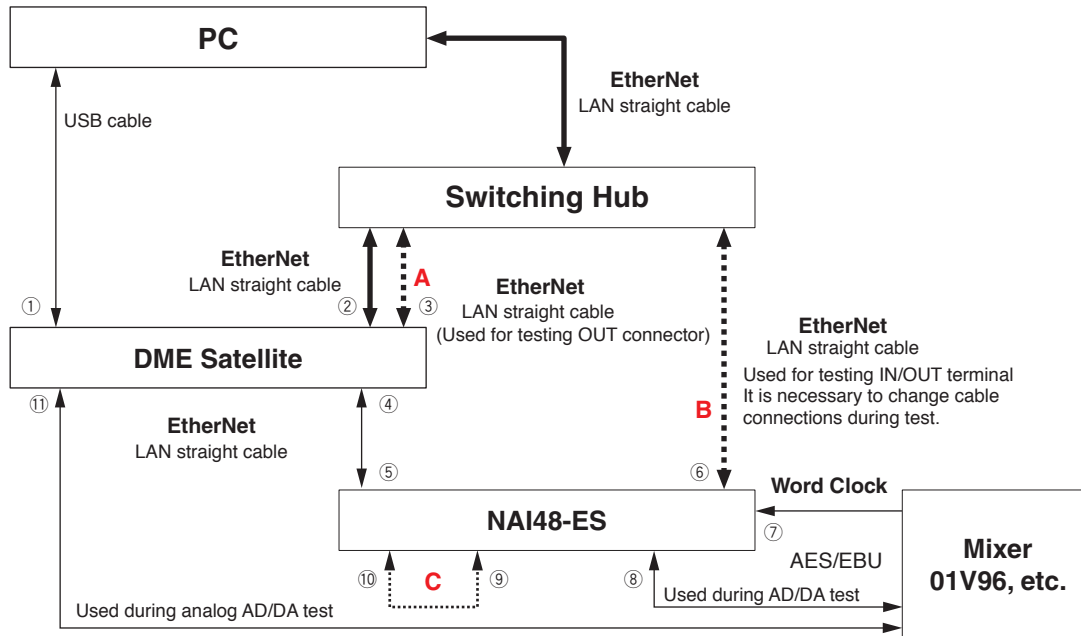 PC
EtherNet
LAN straight cable
USB cable
Switching Hub
EtherNet
LAN straight cable
A
① ② ③
EtherNet
LAN straight cable
(Used for testing OUT connector)
EtherNet
LAN straight cable
Used for testing IN/OUT terminal
It is necessary to change cable
connections during test.
B
DME Satellite
⑪ ④
EtherNet
LAN straight cable
⑤ ⑥
NAI48-ES
Word Clock
⑦
AES/EBU
Mixer
01V96, etc.
⑩ C ⑨ ⑧
Used during AD/DA test
Used during analog AD/DA test